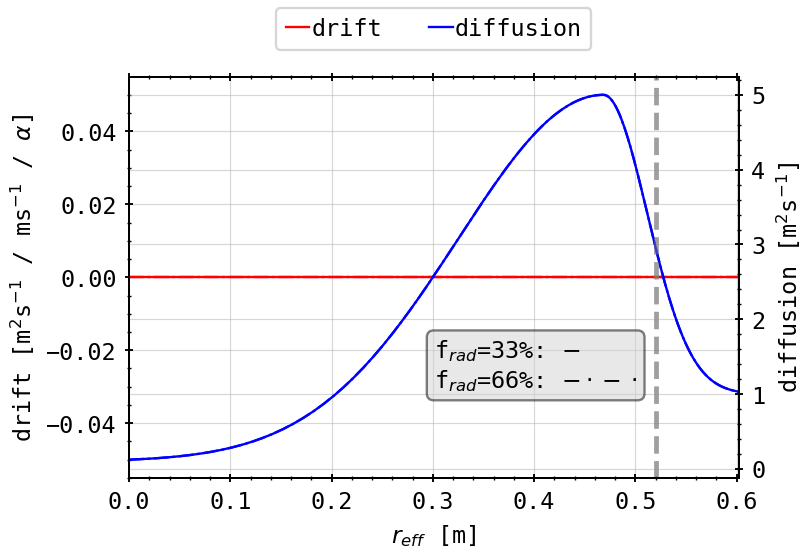 drift diffusion
drift [m²s⁻¹ / ms⁻¹ / α]
0.04
0.02
0.00
−0.02
−0.04
5
4
3
2
1
0
diffusion [m²s⁻¹]
f_rad=33%: —
f_rad=66%: — · — ·
0.0 0.1 0.2 0.3 0.4 0.5 0.6
r_eff [m]